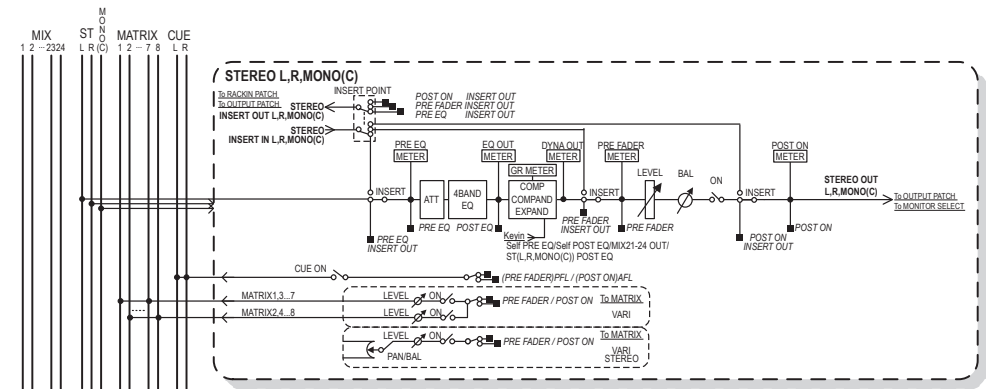 MIX
1 2 ··· 2324
ST
L R
MONO
(C)
MATRIX
1 2 ··· 7 8
CUE
L R
STEREO L,R,MONO(C)
To RACKIN PATCH
To OUTPUT PATCH
STEREO
INSERT OUT L,R,MONO(C)
STEREO
INSERT IN L,R,MONO(C)
INSERT POINT
POST ON INSERT OUT
PRE FADER INSERT OUT
PRE EQ INSERT OUT
PRE EQ
METER
EQ OUT
METER
DYNA OUT
METER
PRE FADER
METER
POST ON
METER
GR METER
INSERT
ATT
4BAND
EQ
COMP
COMPAND
EXPAND
INSERT
LEVEL
BAL
ON
INSERT
STEREO OUT
L,R,MONO(C)
To OUTPUT PATCH
To MONITOR SELECT
PRE EQ
POST EQ
PRE FADER
INSERT OUT
PRE FADER
POST ON
PRE EQ
INSERT OUT
POST ON
INSERT OUT
Keyin
Self PRE EQ/Self POST EQ/MIX21-24 OUT/
ST(L,R,MONO(C)) POST EQ
CUE ON
(PRE FADER)PFL / (POST ON)AFL
MATRIX1,3...7
LEVEL
ON
PRE FADER / POST ON
To MATRIX
MATRIX2,4...8
LEVEL
ON
VARI
LEVEL
ON
PRE FADER / POST ON
To MATRIX
PAN/BAL
VARI
STEREO